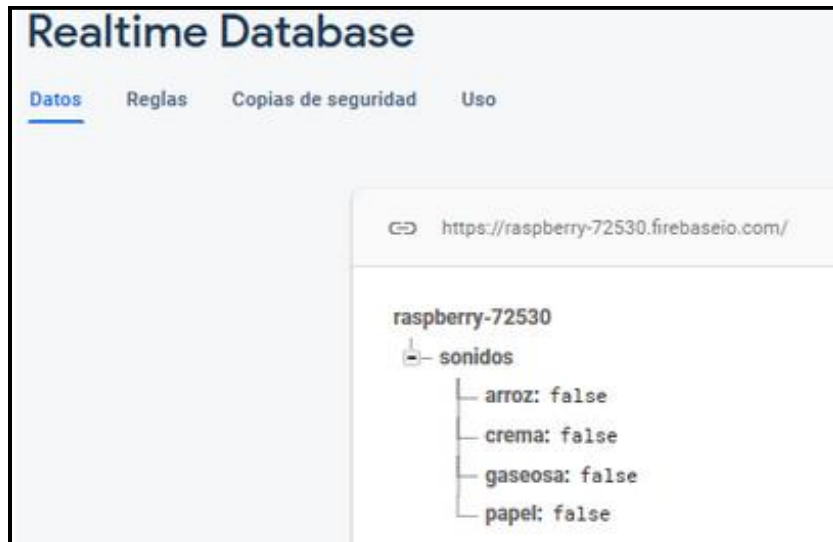 Realtime Database
Datos Reglas Copias de seguridad Uso
https://raspberry-72530.firebaseio.com/
raspberry-72530
sonidos
arroz: false
crema: false
gaseosa: false
papel: false